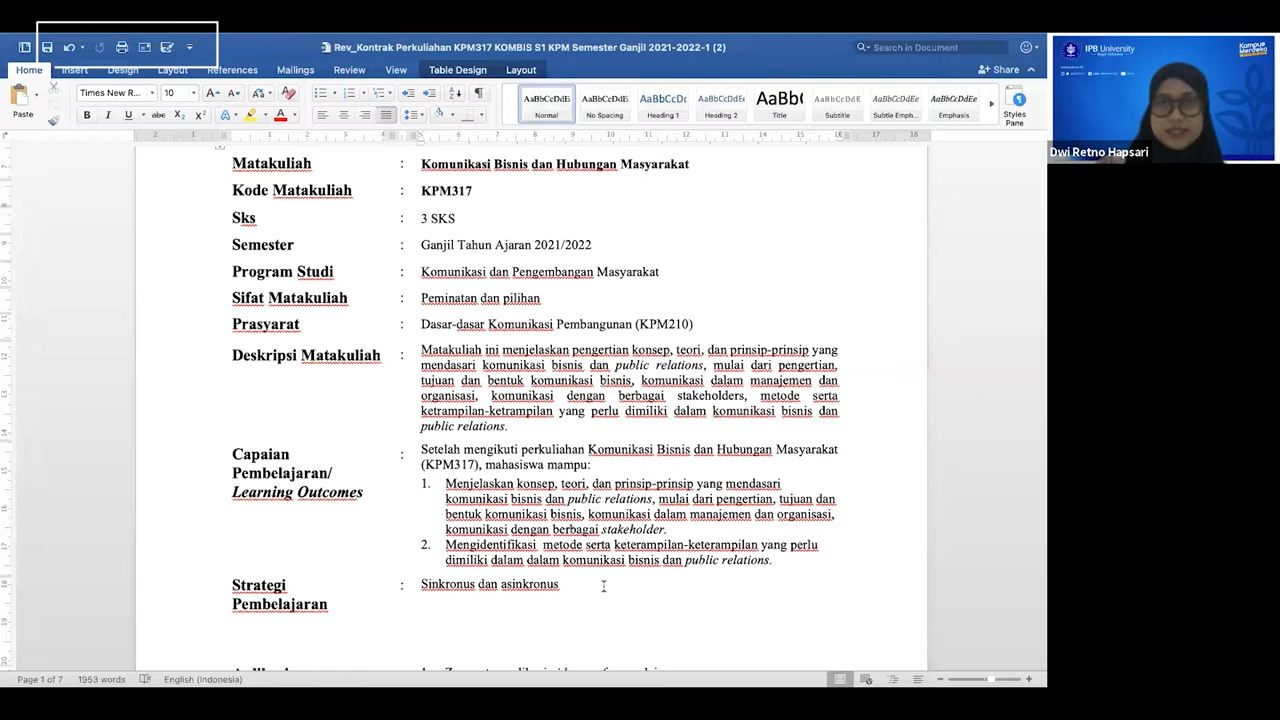 Rev_Kontrak Perkuliahan KPM317 KOMBIS S1 KPM Semester Ganjil 2021-2022-1 (2)
Search in Document
Home Insert Design Layout References Mailings Review View Table Design Layout
Share
Paste
Times New R...
10
Normal
No Spacing
Heading 1
Heading 2
Title
Subtitle
Subtle Emph...
Emphasis
Styles Pane
IPB University
Kampus Merdeka
Dwi Retno Hapsari
Matakuliah : Komunikasi Bisnis dan Hubungan Masyarakat
Kode Matakuliah : KPM317
Sks : 3 SKS
Semester : Ganjil Tahun Ajaran 2021/2022
Program Studi : Komunikasi dan Pengembangan Masyarakat
Sifat Matakuliah : Peminatan dan pilihan
Prasyarat : Dasar-dasar Komunikasi Pembangunan (KPM210)
Deskripsi Matakuliah : Matakuliah ini menjelaskan pengertian konsep, teori, dan prinsip-prinsip yang
mendasari komunikasi bisnis dan public relations, mulai dari pengertian,
tujuan dan bentuk komunikasi bisnis, komunikasi dalam manajemen dan
organisasi, komunikasi dengan berbagai stakeholders, metode serta
ketrampilan-ketrampilan yang perlu dimiliki dalam komunikasi bisnis dan
public relations.
Capaian Pembelajaran/ Learning Outcomes : Setelah mengikuti perkuliahan Komunikasi Bisnis dan Hubungan Masyarakat
(KPM317), mahasiswa mampu:
1. Menjelaskan konsep, teori, dan prinsip-prinsip yang mendasari
komunikasi bisnis dan public relations, mulai dari pengertian, tujuan dan
bentuk komunikasi bisnis, komunikasi dalam manajemen dan organisasi,
komunikasi dengan berbagai stakeholder.
2. Mengidentifikasi metode serta keterampilan-keterampilan yang perlu
dimiliki dalam dalam komunikasi bisnis dan public relations.
Strategi Pembelajaran : Sinkronus dan asinkronus
Page 1 of 7 1953 words English (Indonesia)